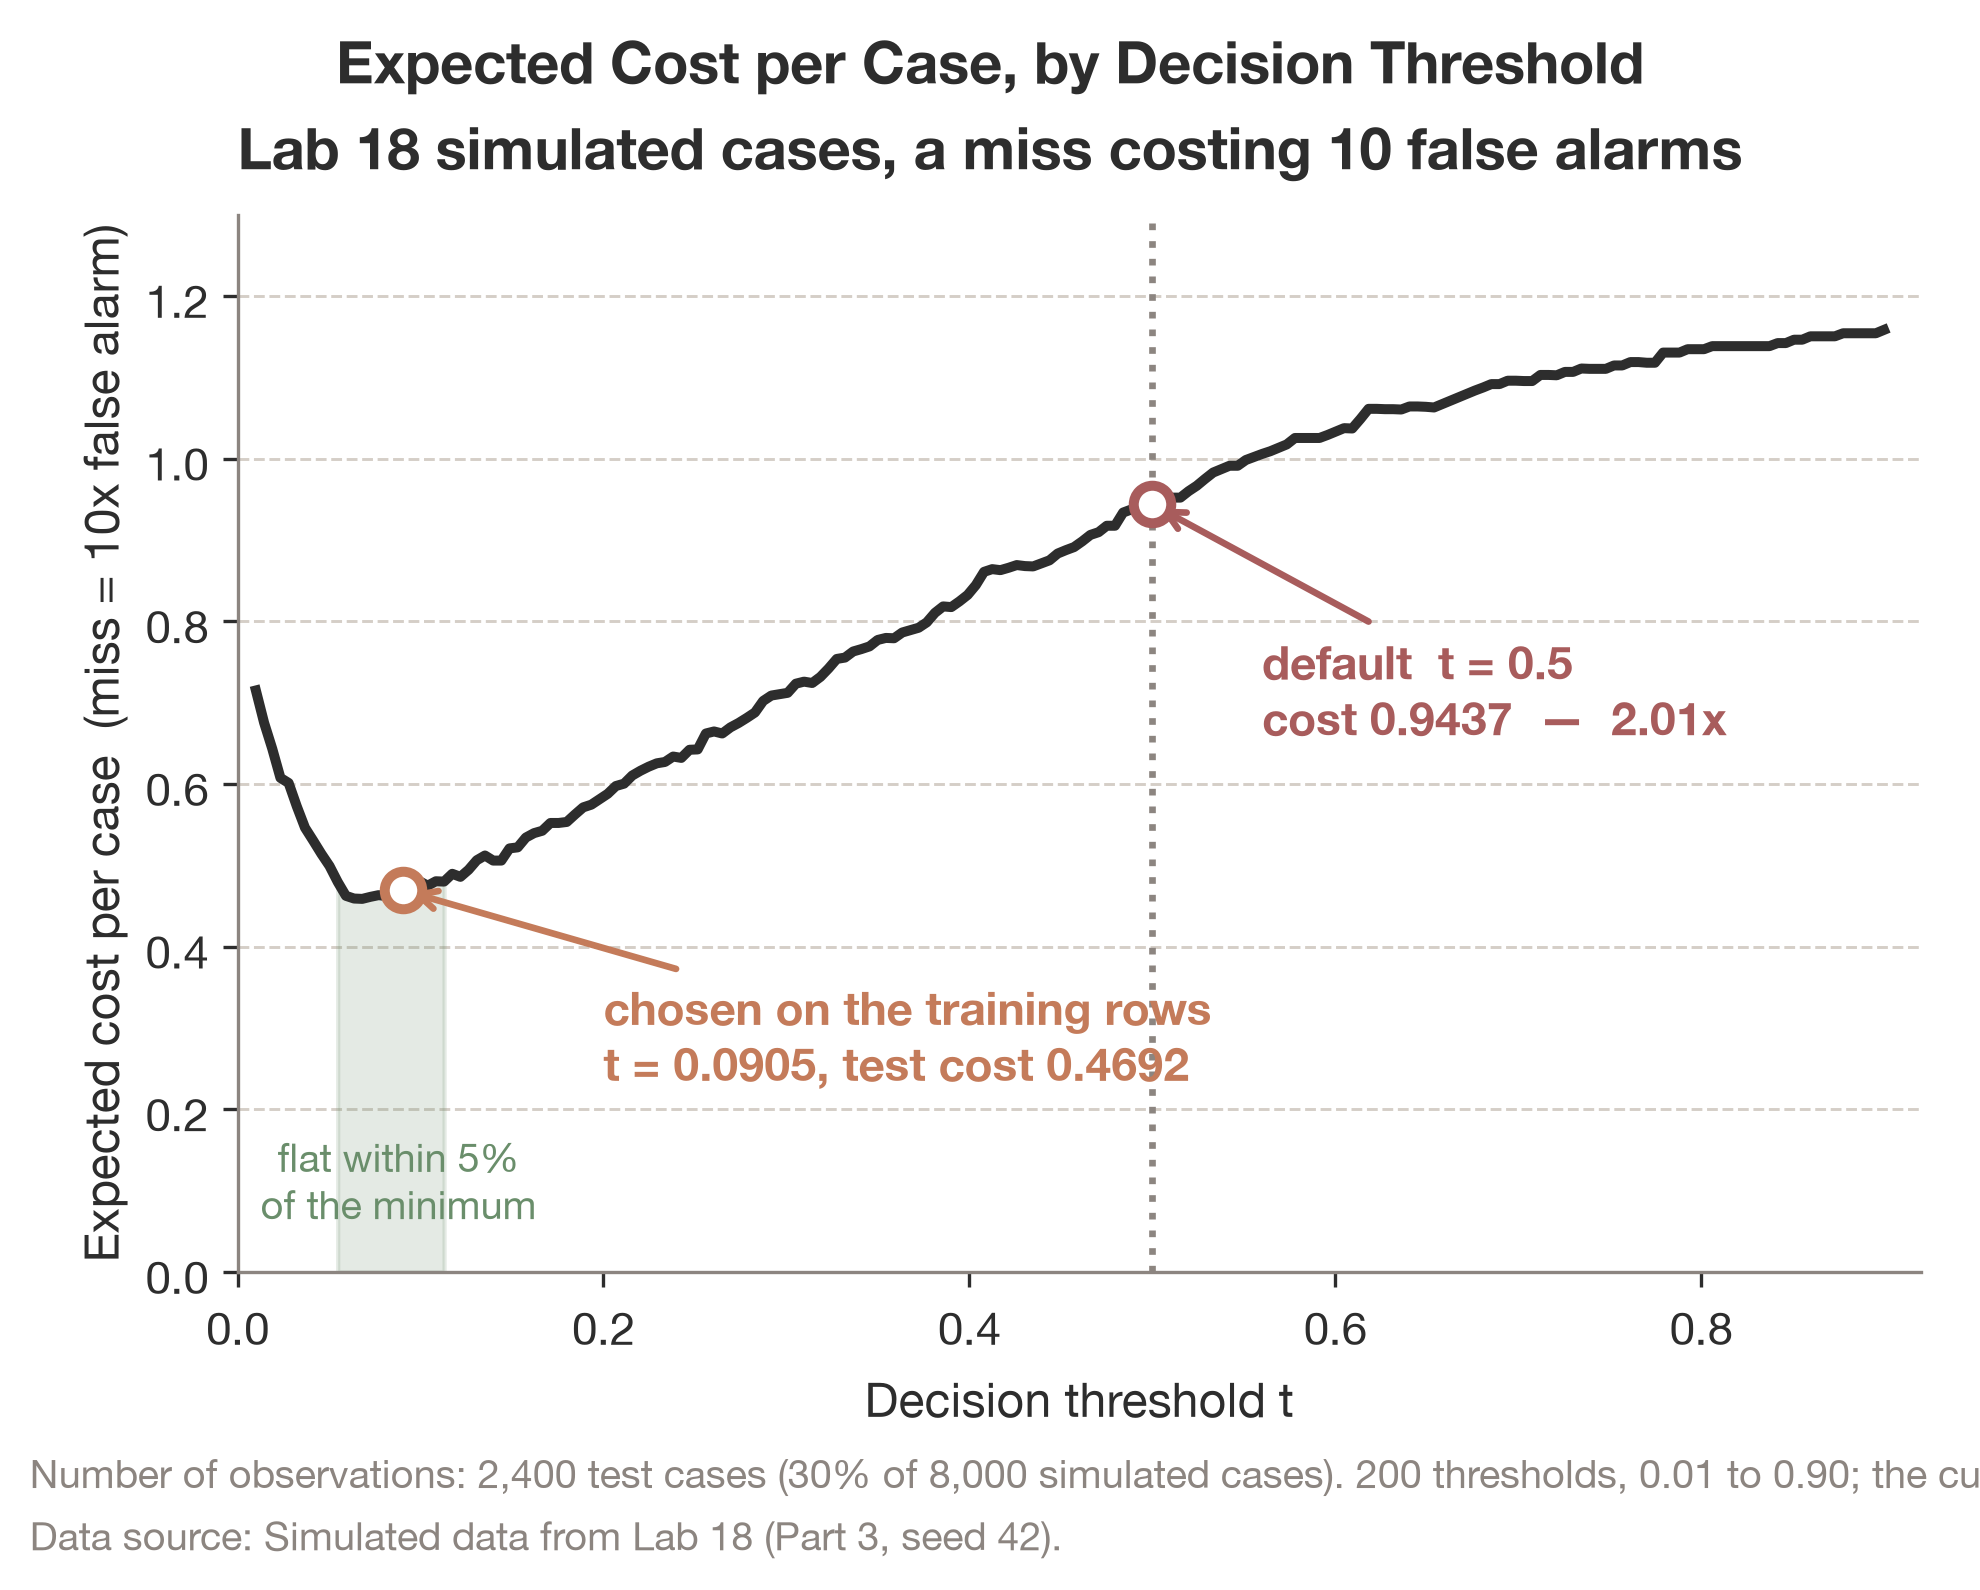 Expected Cost per Case, by Decision Threshold
Lab 18 simulated cases, a miss costing 10 false alarms
Expected cost per case  (miss = 10x false alarm)
1.2
1.0
0.8
0.6
0.4
0.2
0.0
default  t = 0.5
cost 0.9437  —  2.01x
chosen on the training rows
t = 0.0905, test cost 0.4692
flat within 5%
of the minimum
0.0
0.2
0.4
0.6
0.8
Decision threshold t
Number of observations: 2,400 test cases (30% of 8,000 simulated cases). 200 thresholds, 0.01 to 0.90; the cu
Data source: Simulated data from Lab 18 (Part 3, seed 42).